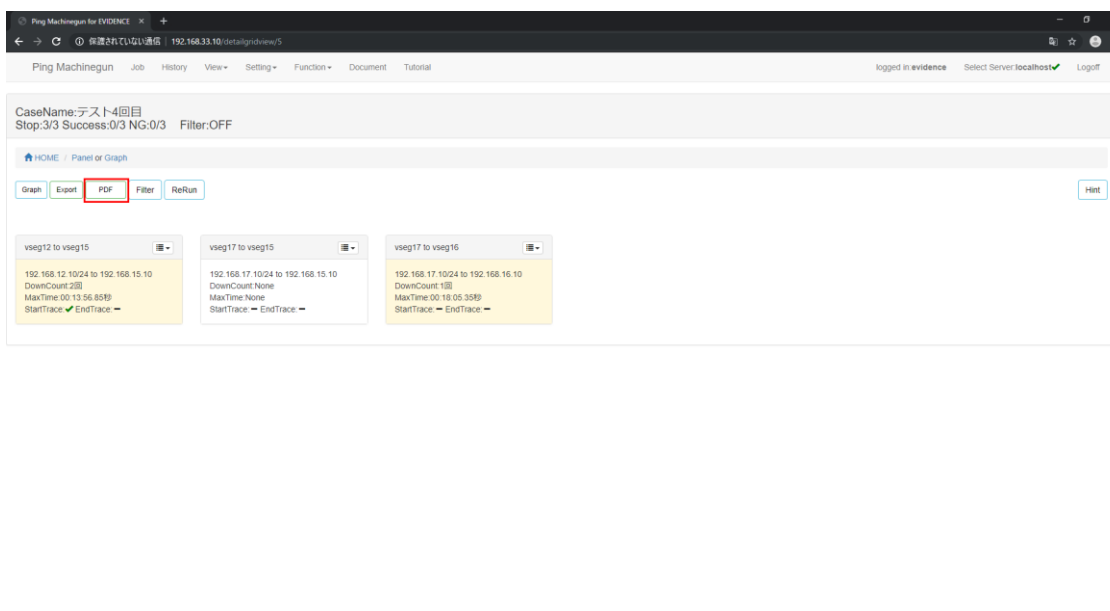 Ping Machinegun for EVIDENCE
保護されていない通信 | 192.168.33.10/detailgridview/5
Ping Machinegun Job History View Setting Function Document Tutorial logged in:evidence Select Server:localhost Logoff
CaseName:テスト4回目
Stop:3/3 Success:0/3 NG:0/3 Filter:OFF
HOME / Panel or Graph
Graph Export PDF Filter ReRun Hint
vseg12 to vseg15
192.168.12.10/24 to 192.168.15.10
DownCount:2回
MaxTime:00:13:56.85秒
StartTrace: EndTrace:
vseg17 to vseg15
192.168.17.10/24 to 192.168.15.10
DownCount:None
MaxTime:None
StartTrace: EndTrace:
vseg17 to vseg16
192.168.17.10/24 to 192.168.16.10
DownCount:1回
MaxTime:00:18:05.35秒
StartTrace: EndTrace: